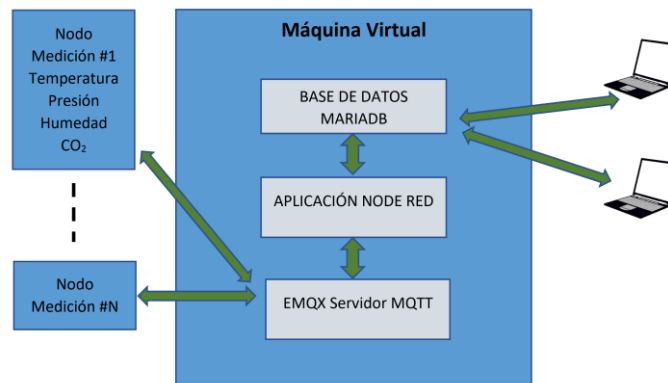 Nodo
Medición #1
Temperatura
Presión
Humedad
CO₂
Nodo
Medición #N
Máquina Virtual
BASE DE DATOS
MARIADB
APLICACIÓN NODE RED
EMQX Servidor MQTT